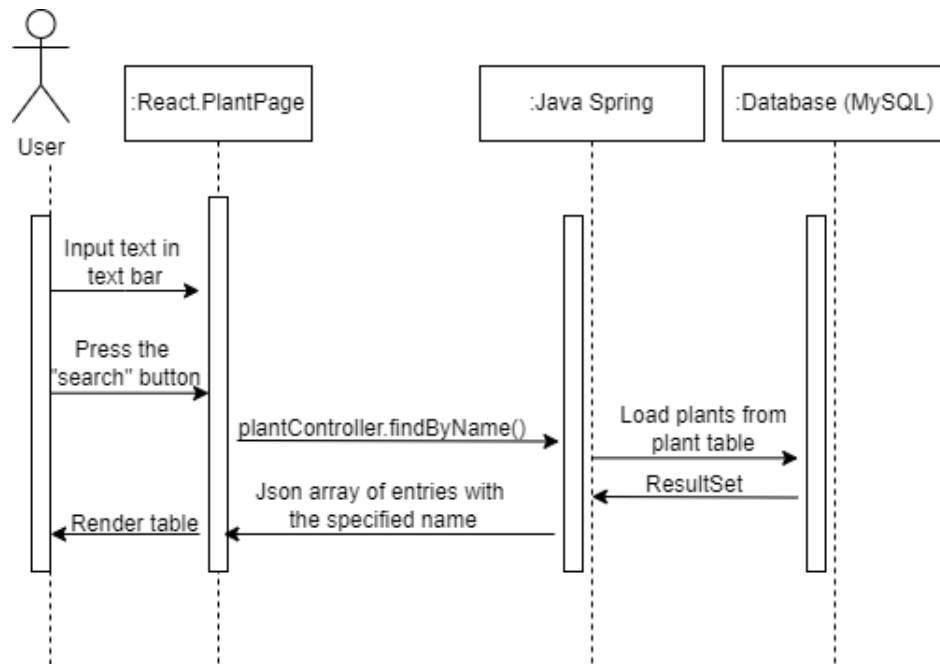 User
:React.PlantPage
:Java Spring
:Database (MySQL)
Input text in
text bar
Press the
"search" button
plantController.findByName()
Load plants from
plant table
ResultSet
Json array of entries with
the specified name
Render table